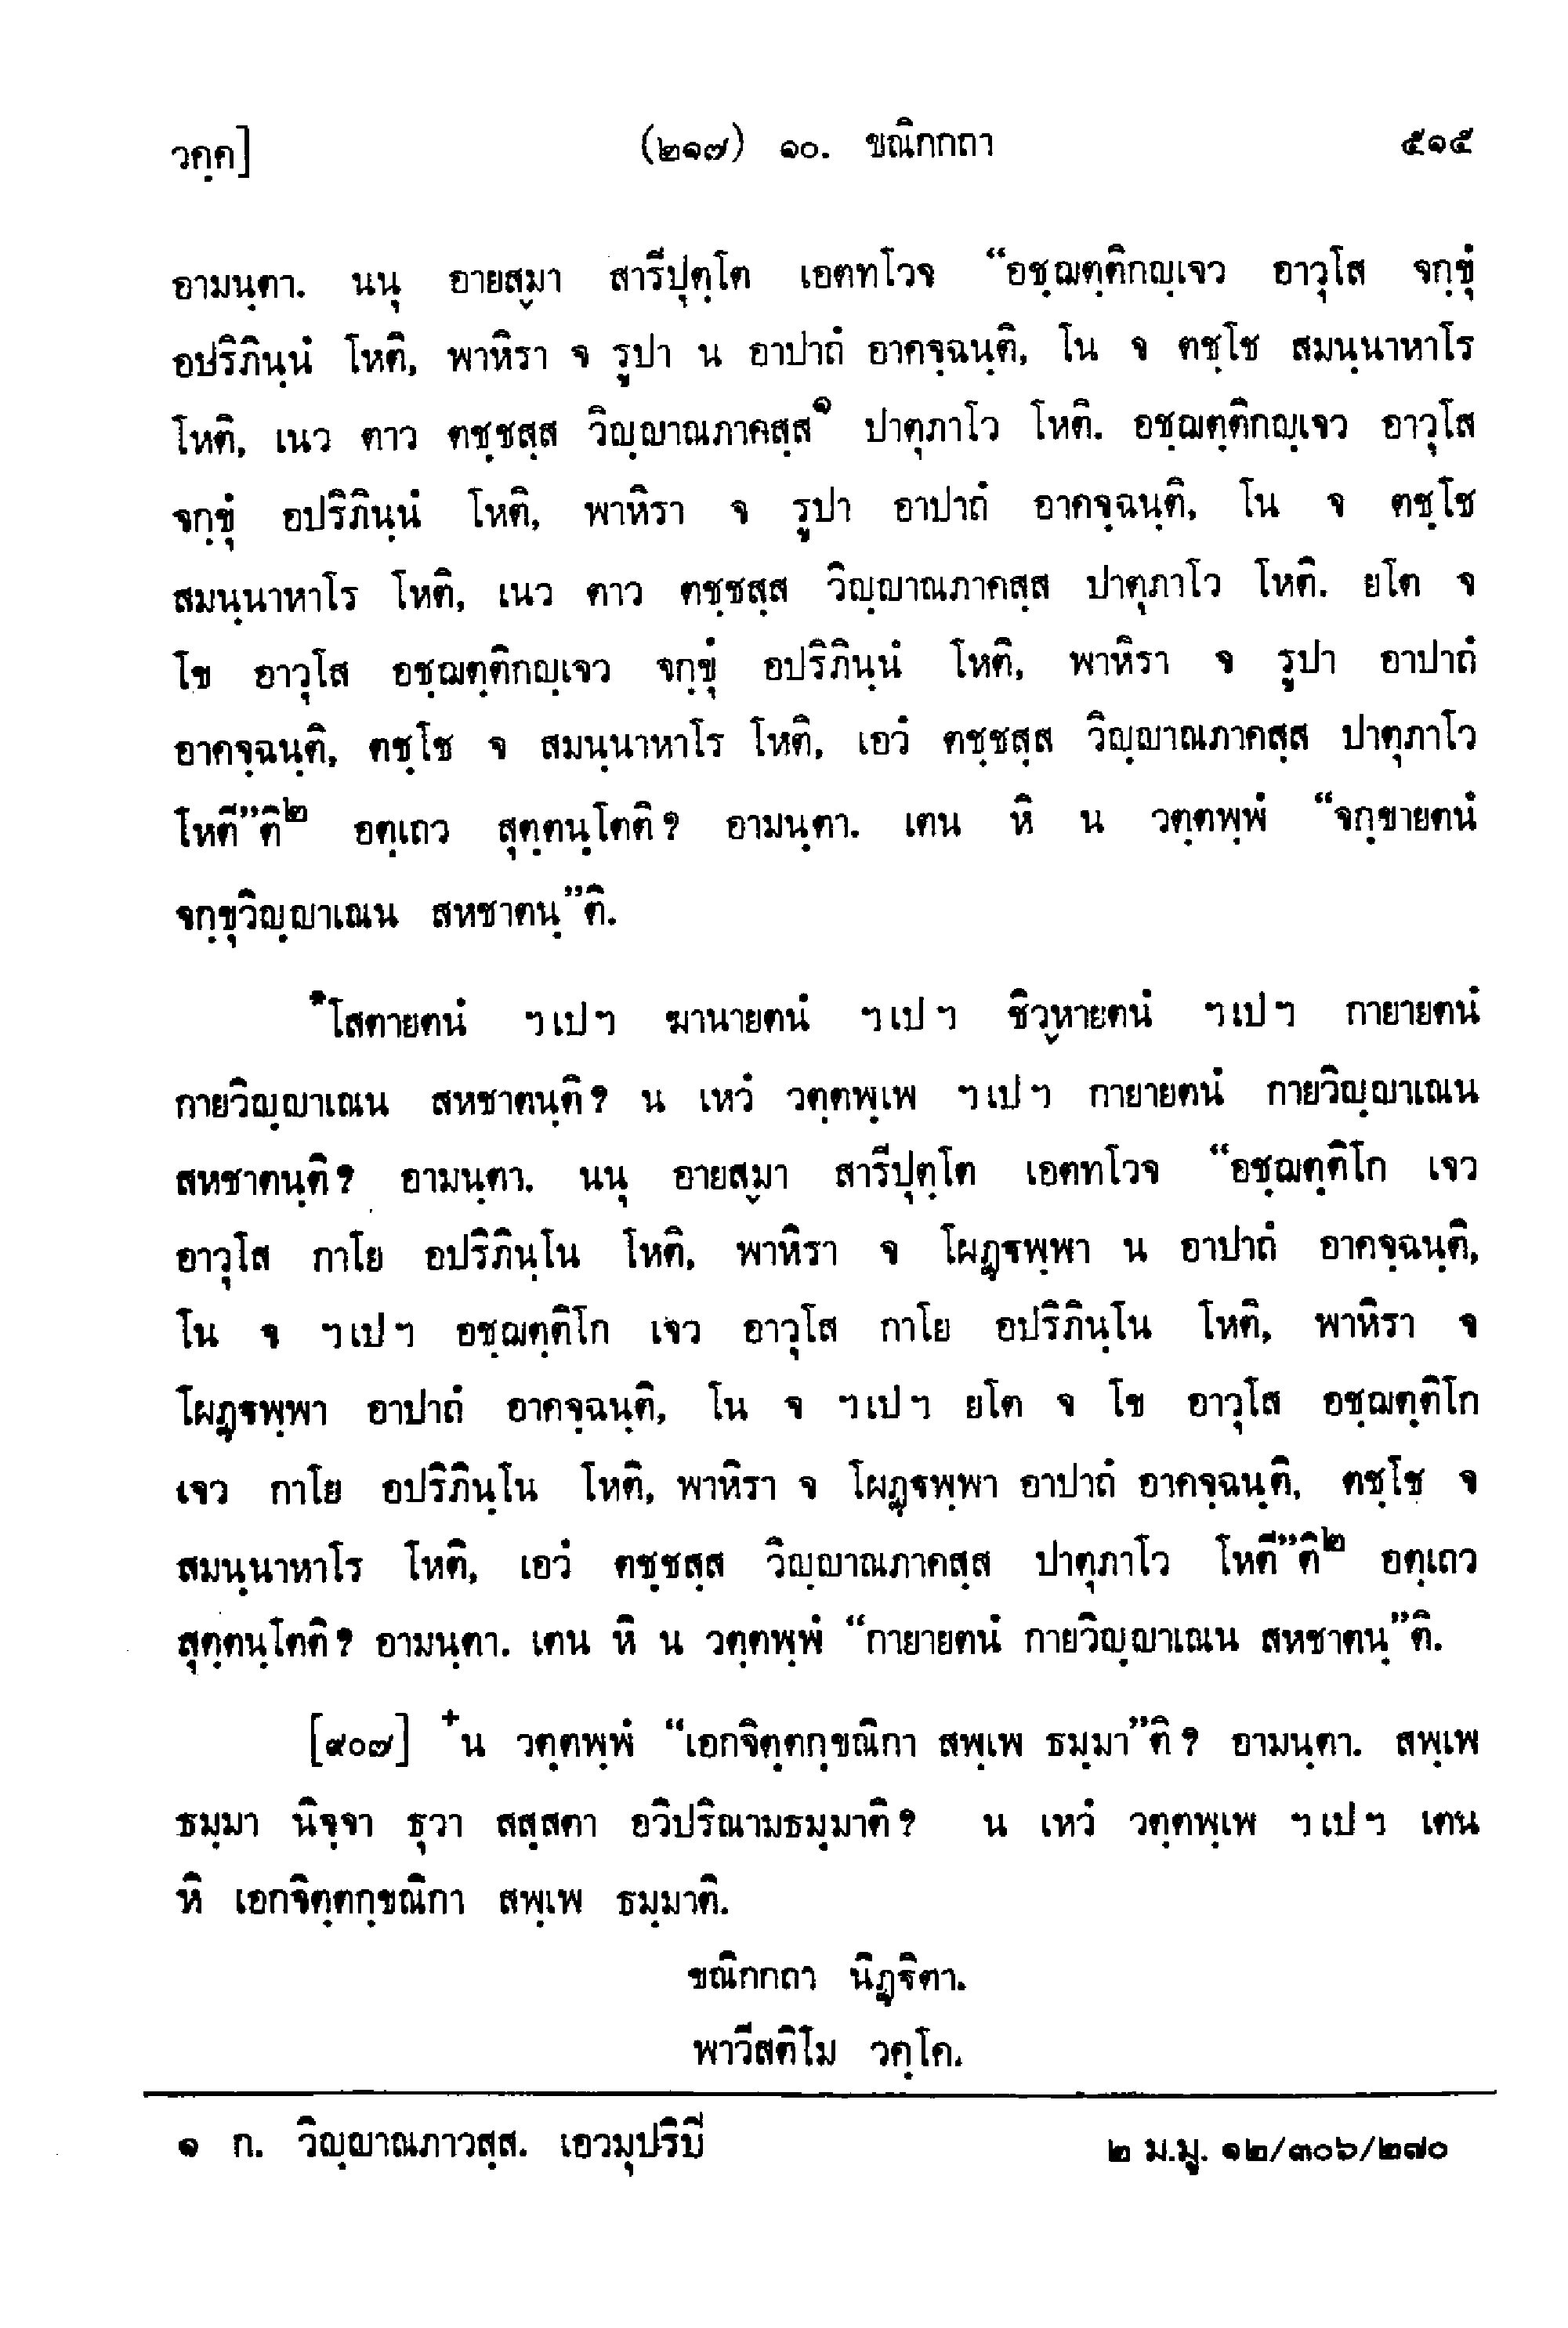 วคฺค]	(๒๑๗) ๑๐. ขณิกกถา	๕๑๕
อามนฺตา. นนุ อายสฺมา สารีปุตฺโต เอตทโวจ “อชฺฌตฺติกญฺเจว อาวุโส จกฺขุํ
อปริภินฺนํ โหติ, พาหิรา จ รูปา น อาปาถํ อาคจฺฉนฺติ, โน จ ตชฺโช สมนฺนาหาโร
โหติ, เนว ตาว ตชฺชสฺส วิญฺญาณภาคสฺส๑ ปาตุภาโว โหติ. อชฺฌตฺติกญฺเจว อาวุโส
จกฺขุํ อปริภินฺนํ โหติ, พาหิรา จ รูปา อาปาถํ อาคจฺฉนฺติ, โน จ ตชฺโช
สมนฺนาหาโร โหติ, เนว ตาว ตชฺชสฺส วิญฺญาณภาคสฺส ปาตุภาโว โหติ. ยโต จ
โข อาวุโส อชฺฌตฺติกญฺเจว จกฺขุํ อปริภินฺนํ โหติ, พาหิรา จ รูปา อาปาถํ
อาคจฺฉนฺติ, ตชฺโช จ สมนฺนาหาโร โหติ, เอวํ ตชฺชสฺส วิญฺญาณภาคสฺส ปาตุภาโว
โหตี”ติ๒ อตฺเถว สุตฺตนฺโตติ? อามนฺตา. เตน หิ น วตฺตพฺพํ “จกฺขายตนํ
จกฺขุวิญฺญาเณน สหชาตนฺ”ติ.
*โสตายตนํ ฯเปฯ ฆานายตนํ ฯเปฯ ชิวฺหายตนํ ฯเปฯ กายายตนํ
กายวิญฺญาเณน สหชาตนฺติ? น เหวํ วตฺตพฺเพ ฯเปฯ กายายตนํ กายวิญฺญาเณน
สหชาตนฺติ? อามนฺตา. นนุ อายสฺมา สารีปุตฺโต เอตทโวจ “อชฺฌตฺติโก เจว
อาวุโส กาโย อปริภินฺโน โหติ, พาหิรา จ โผฏฺฐพฺพา น อาปาถํ อาคจฺฉนฺติ,
โน จ ฯเปฯ อชฺฌตฺติโก เจว อาวุโส กาโย อปริภินฺโน โหติ, พาหิรา จ
โผฏฺฐพฺพา อาปาถํ อาคจฺฉนฺติ, โน จ ฯเปฯ ยโต จ โข อาวุโส อชฺฌตฺติโก
เจว กาโย อปริภินฺโน โหติ, พาหิรา จ โผฏฺฐพฺพา อาปาถํ อาคจฺฉนฺติ, ตชฺโช จ
สมนฺนาหาโร โหติ, เอวํ ตชฺชสฺส วิญฺญาณภาคสฺส ปาตุภาโว โหตี”ติ๒ อตฺเถว
สุตฺตนฺโตติ? อามนฺตา. เตน หิ น วตฺตพฺพํ “กายายตนํ กายวิญฺญาเณน สหชาตนฺ”ติ.
[๙๐๗] +น วตฺตพฺพํ “เอกจิตฺตกฺขณิกา สพฺเพ ธมฺมา”ติ? อามนฺตา. สพฺเพ
ธมฺมา นิจฺจา ธุวา สสฺสตา อวิปริณามธมฺมาติ? น เหวํ วตฺตพฺเพ ฯเปฯ เตน
หิ เอกจิตฺตกฺขณิกา สพฺเพ ธมฺมาติ.
ขณิกกถา นิฏฺฐิตา.
พาวีสติโม วคฺโค.
๑ ก. วิญฺญาณภาวสฺส. เอวมุปริปิ	๒ ม.มู. ๑๒/๓๐๖/๒๗๐